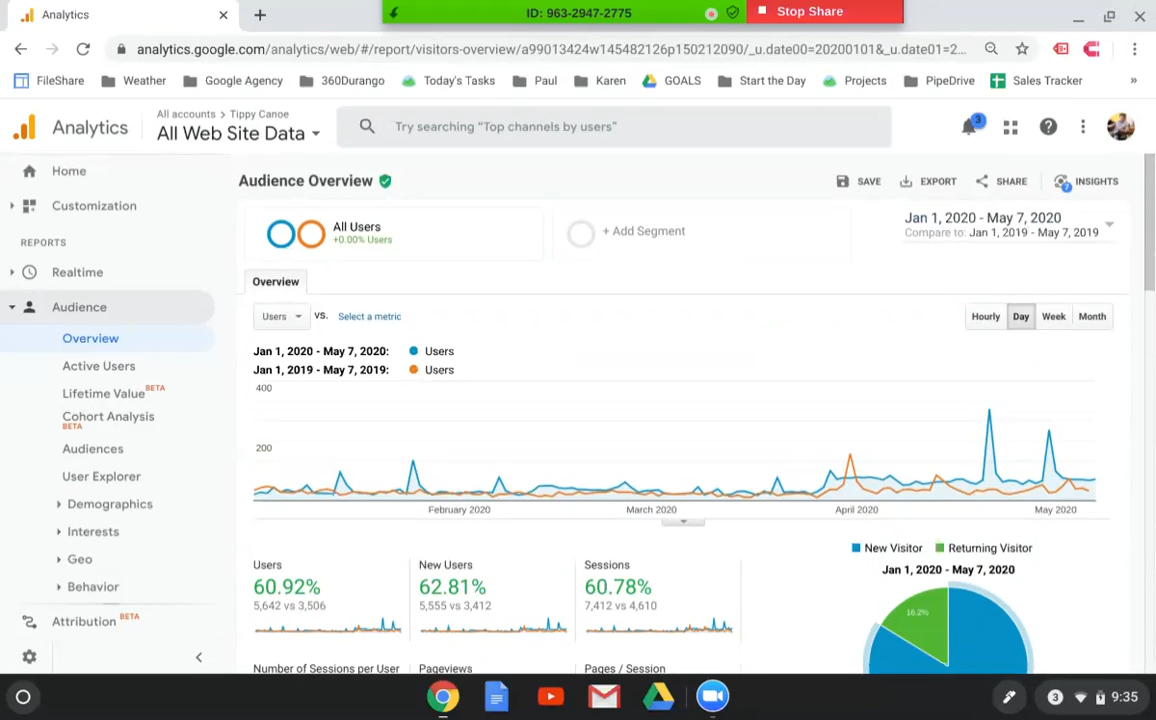 Analytics
ID: 963-2947-2775
Stop Share
analytics.google.com/analytics/web/#/report/visitors-overview/a99013424w145482126p150212090/_u.date00=20200101&_u.date01=2...
FileShare
Weather
Google Agency
360Durango
Today's Tasks
Paul
Karen
GOALS
Start the Day
Projects
PipeDrive
Sales Tracker
»
Analytics
All accounts > Tippy Canoe
All Web Site Data
Try searching "Top channels by users"
3
Home
Customization
REPORTS
Realtime
Audience
Overview
Active Users
Lifetime Value BETA
Cohort Analysis
BETA
Audiences
User Explorer
Demographics
Interests
Geo
Behavior
Attribution BETA
Audience Overview
SAVE
EXPORT
SHARE
7
INSIGHTS
All Users
+0.00% Users
+ Add Segment
Jan 1, 2020 - May 7, 2020
Compare to: Jan 1, 2019 - May 7, 2019
Overview
Users
VS.
Select a metric
Hourly
Day
Week
Month
Jan 1, 2020 - May 7, 2020: Users
Jan 1, 2019 - May 7, 2019: Users
400
200
February 2020
March 2020
April 2020
May 2020
Users
60.92%
5,642 vs 3,506
New Users
62.81%
5,555 vs 3,412
Sessions
60.78%
7,412 vs 4,610
Number of Sessions per User
Pageviews
Pages / Session
New Visitor
Returning Visitor
Jan 1, 2020 - May 7, 2020
16.2%
3
9:35